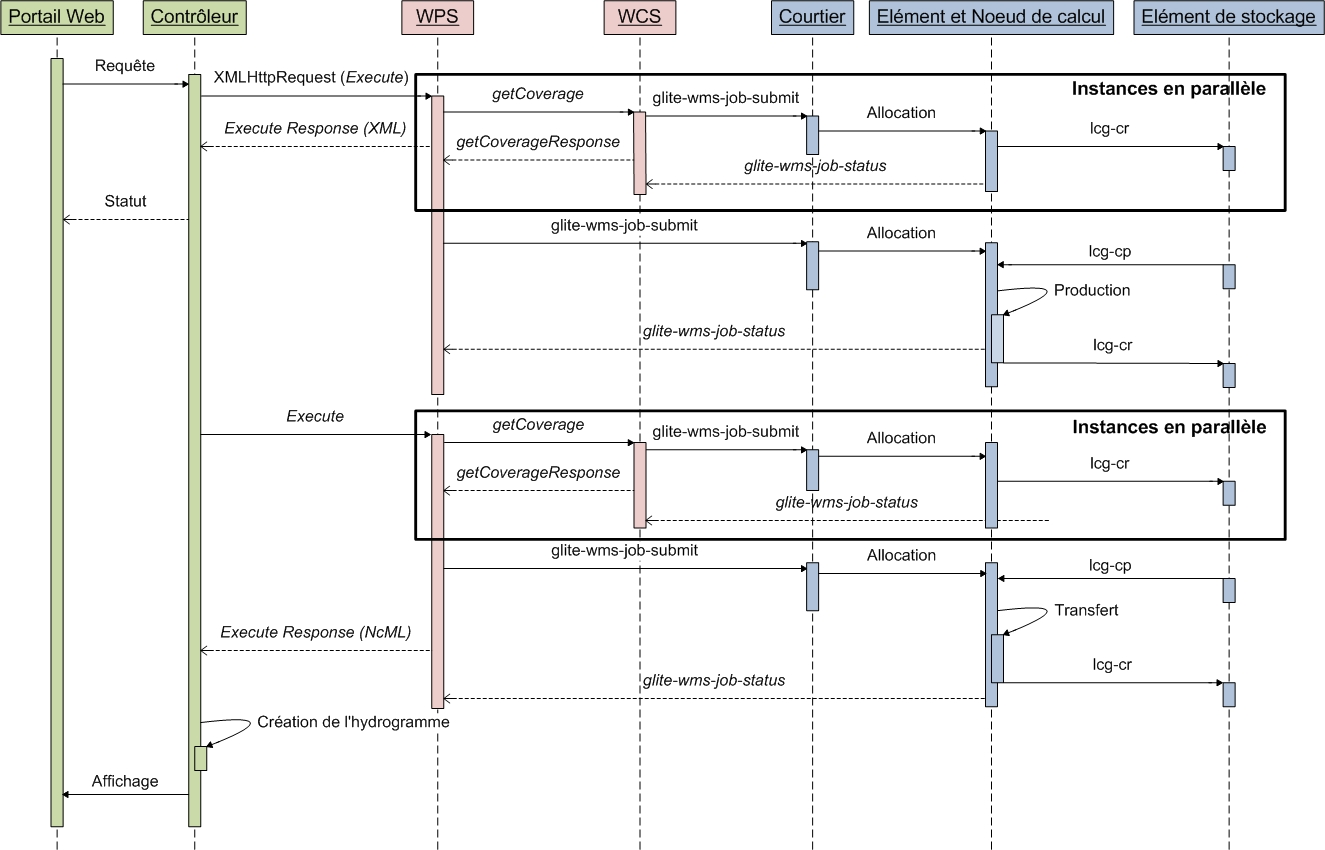 Portail Web
Contrôleur
WPS
WCS
Courtier
Elément et Noeud de calcul
Elément de stockage
Requête
XMLHttpRequest (Execute)
Instances en parallèle
getCoverage
glite-wms-job-submit
Allocation
lcg-cr
Execute Response (XML)
getCoverageResponse
glite-wms-job-status
Statut
glite-wms-job-submit
Allocation
lcg-cp
Production
glite-wms-job-status
lcg-cr
Execute
Instances en parallèle
getCoverage
glite-wms-job-submit
Allocation
lcg-cr
getCoverageResponse
glite-wms-job-status
glite-wms-job-submit
Allocation
lcg-cp
Transfert
Execute Response (NcML)
lcg-cr
glite-wms-job-status
Création de l'hydrogramme
Affichage